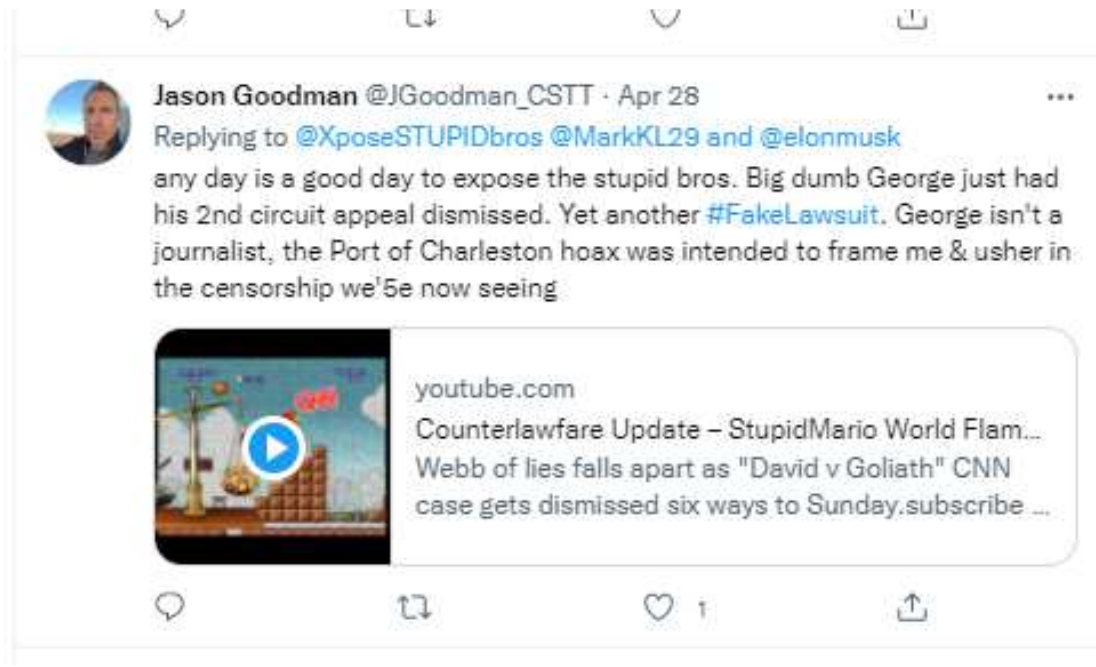 Jason Goodman @JGoodman_CSTT · Apr 28
Replying to @XposeSTUPIDbros @MarkKL29 and @elonmusk
any day is a good day to expose the stupid bros. Big dumb George just had
his 2nd circuit appeal dismissed. Yet another #FakeLawsuit. George isn't a
journalist, the Port of Charleston hoax was intended to frame me & usher in
the censorship we'5e now seeing
youtube.com
Counterlawfare Update – StupidMario World Flam...
Webb of lies falls apart as "David v Goliath" CNN
case gets dismissed six ways to Sunday.subscribe ...
1